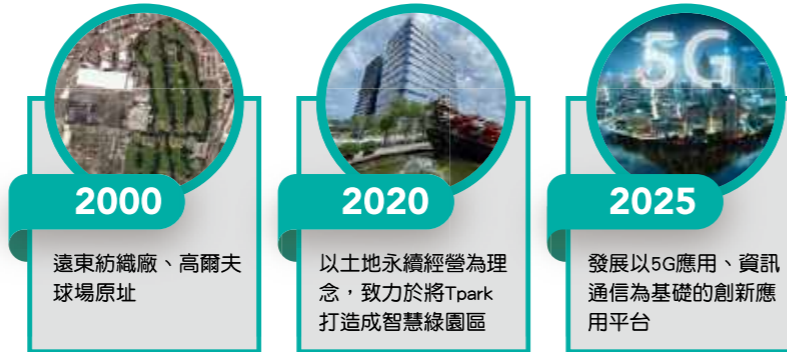 2000
遠東紡織廠、高爾夫
球場原址
2020
以土地永續經營為理
念，致力於將Tpark
打造成智慧綠園區
5G
2025
發展以5G應用、資訊
通信為基礎的創新應
用平台